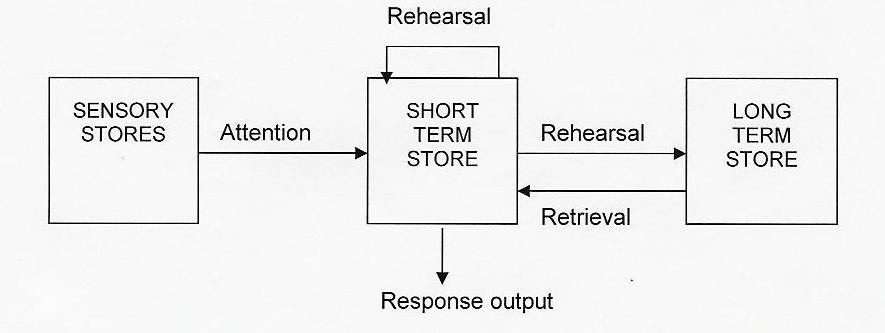 Rehearsal
SENSORY
STORES
Attention
SHORT
TERM
STORE
Rehearsal
Retrieval
LONG
TERM
STORE
Response output